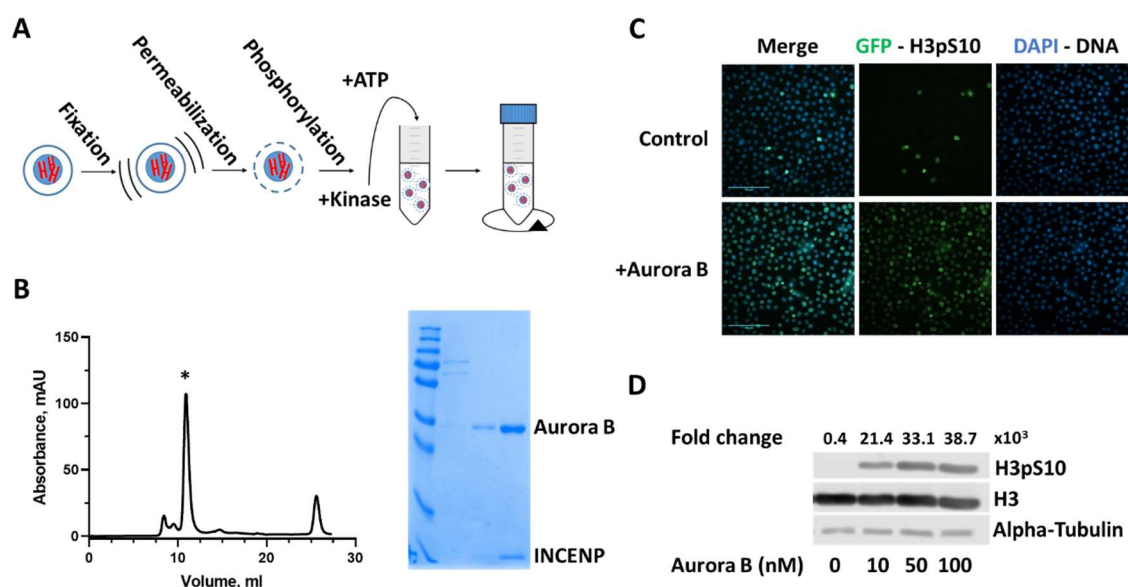 A
Fixation
Permeabilization
Phosphorylation
+ATP
+Kinase
B
150
100
50
0
Absorbance, mAU
*
0 10 20 30
Volume, ml
Aurora B
INCENP
C
Merge GFP - H3pS10 DAPI - DNA
Control
+Aurora B
D
Fold change 0.4 21.4 33.1 38.7 x10³
H3pS10
H3
Alpha-Tubulin
Aurora B (nM) 0 10 50 100